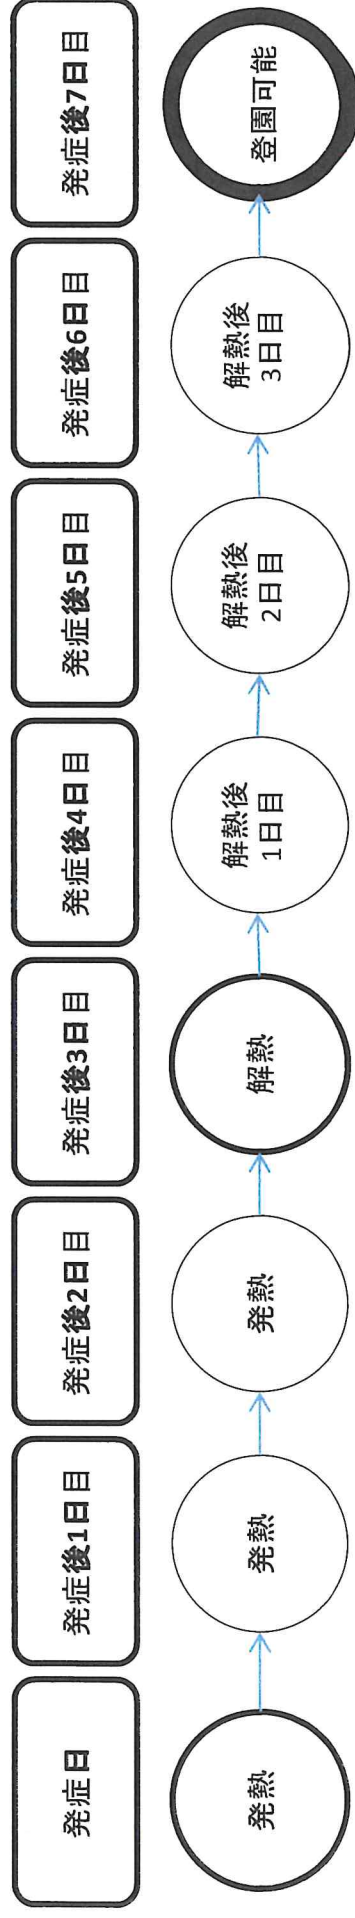 発症日
発症後1日目
発症後2日目
発症後3日目
発症後4日目
発症後5日目
発症後6日目
発症後7日目
発熱
発熱
発熱
解熱
解熱後
1日目
解熱後
2日目
解熱後
3日目
登園可能